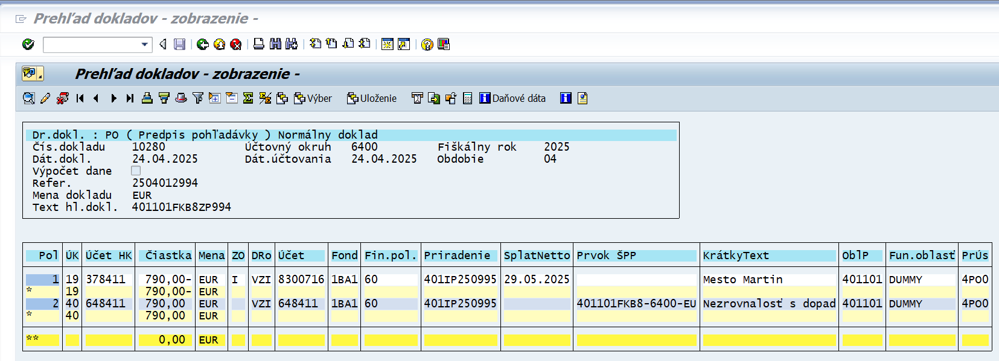 Prehľad dokladov - zobrazenie -
Prehľad dokladov - zobrazenie -
Výber Uloženie Daňové dáta
Dr.dokl. : PO ( Predpis pohľadávky ) Normálny doklad
Čís.dokladu 10280 Účtovný okruh 6400 Fiškálny rok 2025
Dát.dokl. 24.04.2025 Dát.účtovania 24.04.2025 Obdobie 04
Výpočet dane
Refer. 2504012994
Mena dokladu EUR
Text hl.dokl. 401101FKB8ZP994
Pol ÚK Účet HK Čiastka Mena ZO DRo Účet Fond Fin.pol. Priradenie SplatNetto Prvok ŠPP KrátkyText OblP Fun.oblasť PrÚs
1 19 378411 790,00- EUR I VZI 8300716 1BA1 60 401IP250995 29.05.2025 Mesto Martin 401101 DUMMY 4PO0
* 19 790,00- EUR
2 40 648411 790,00 EUR VZI 648411 1BA1 60 401IP250995 401101FKB8-6400-EU Nezrovnalosť s dopad 401101 DUMMY 4PO0
* 40 790,00 EUR
** 0,00 EUR